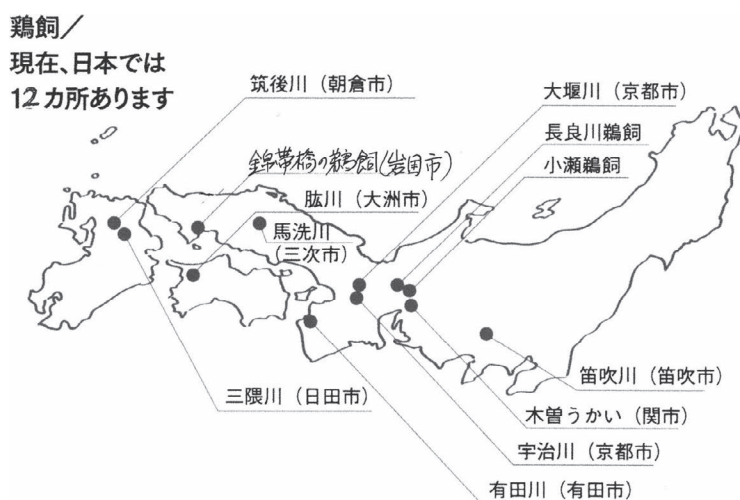 鶏飼／
現在、日本では
12カ所あります
筑後川（朝倉市）
大堰川（京都市）
長良川鵜飼
錦帯橋の鵜飼(岩国市)
小瀬鵜飼
肱川（大洲市）
馬洗川
（三次市）
笛吹川（笛吹市）
三隈川（日田市）
木曽うかい（関市）
宇治川（京都市）
有田川（有田市）